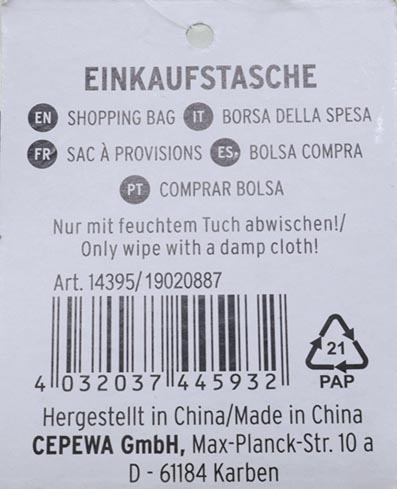 EINKAUFSTASCHE
EN SHOPPING BAG IT BORSA DELLA SPESA
FR SAC À PROVISIONS ES BOLSA COMPRA
PT COMPRAR BOLSA
Nur mit feuchtem Tuch abwischen!/
Only wipe with a damp cloth!
Art. 14395/19020887
4 032037 445932
21
PAP
Hergestellt in China/Made in China
CEPEWA GmbH, Max-Planck-Str. 10 a
D - 61184 Karben